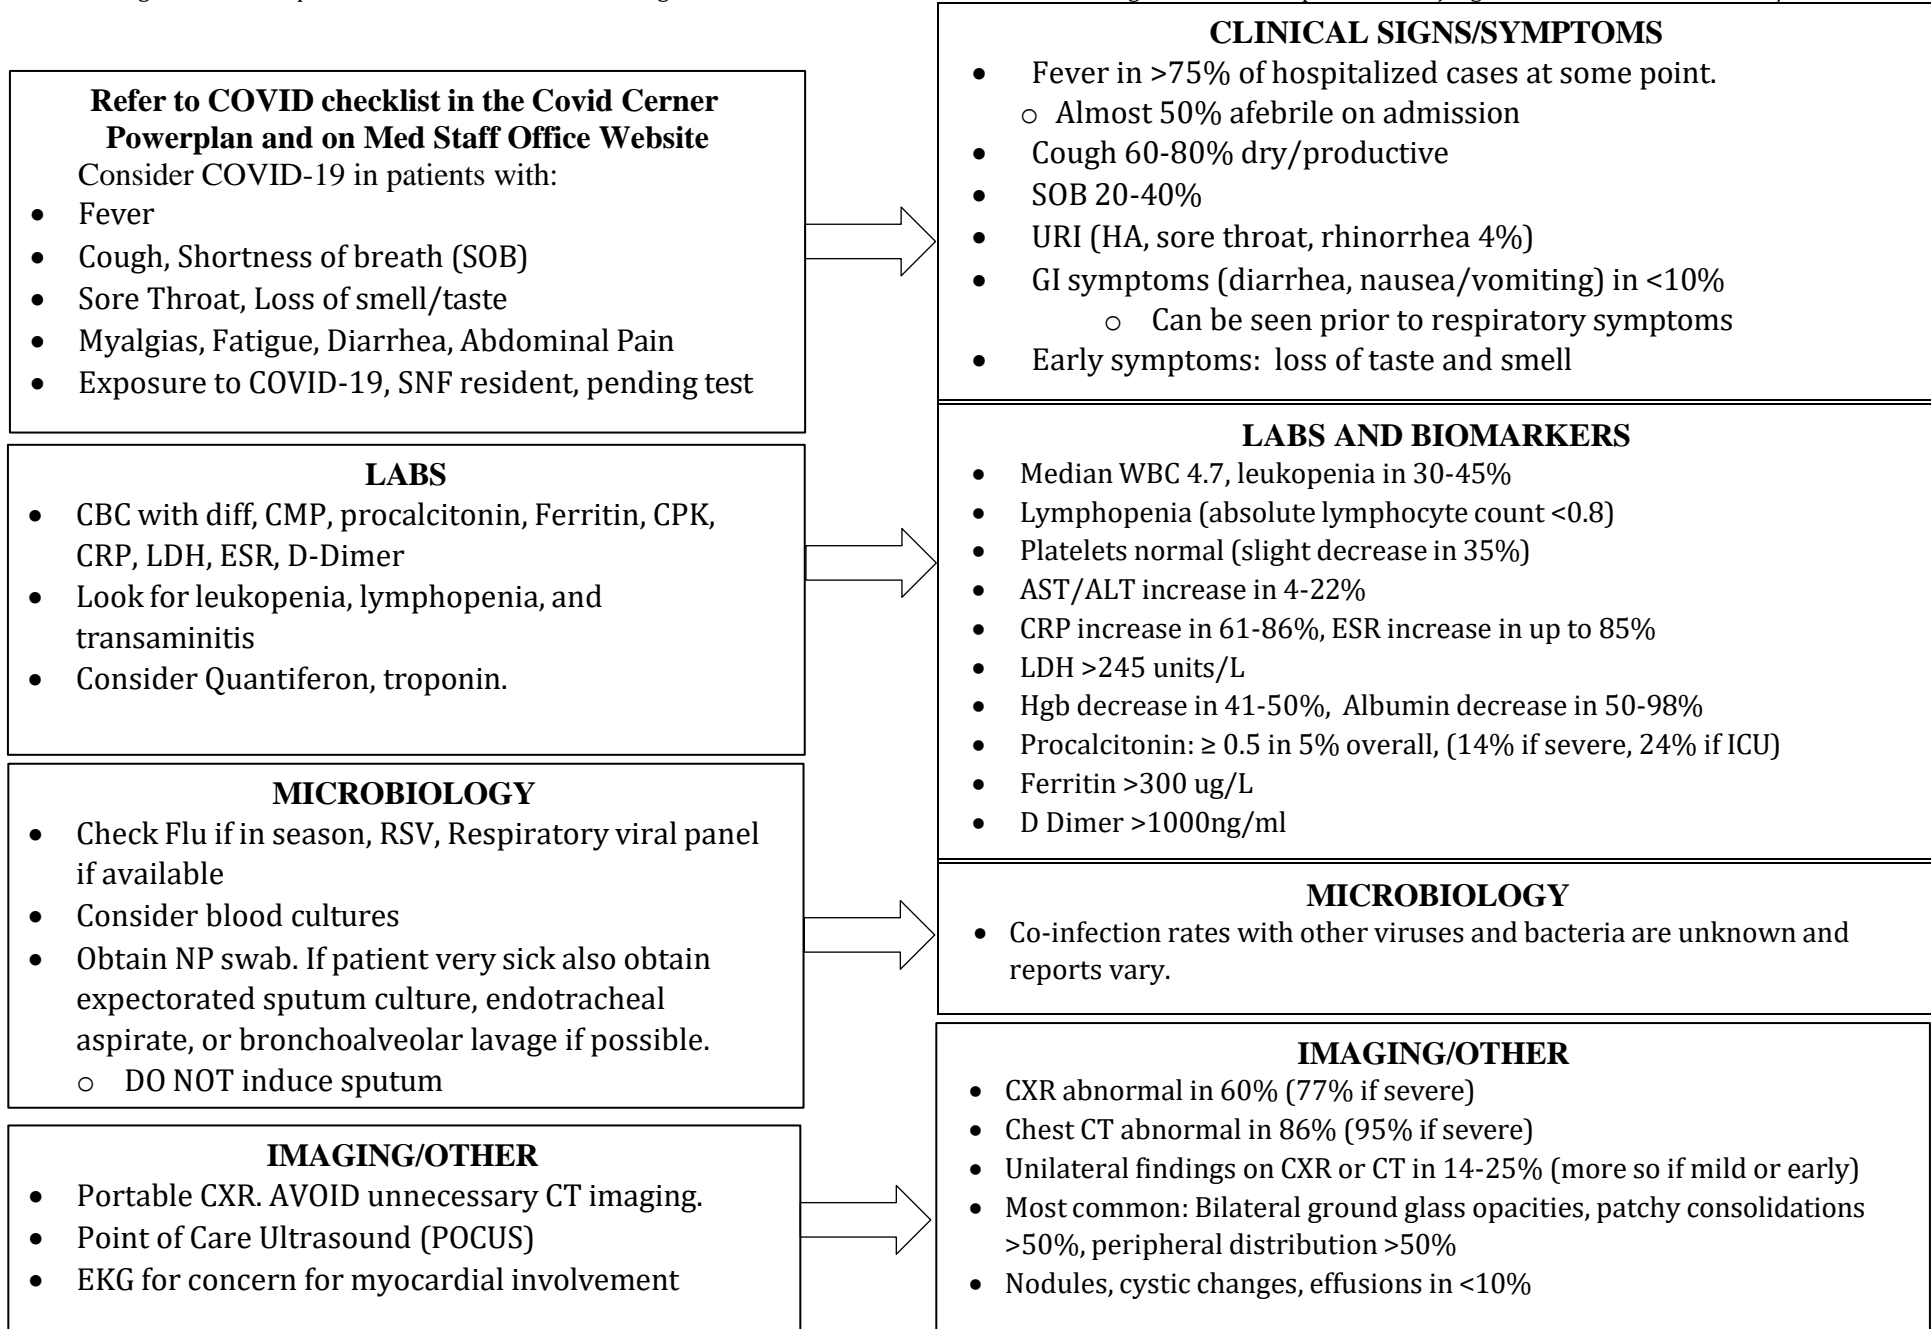 Refer to COVID checklist in the Covid Cerner
Powerplan and on Med Staff Office Website
Consider COVID-19 in patients with:
• Fever
• Cough, Shortness of breath (SOB)
• Sore Throat, Loss of smell/taste
• Myalgias, Fatigue, Diarrhea, Abdominal Pain
• Exposure to COVID-19, SNF resident, pending test
CLINICAL SIGNS/SYMPTOMS
• Fever in >75% of hospitalized cases at some point.
o Almost 50% afebrile on admission
• Cough 60-80% dry/productive
• SOB 20-40%
• URI (HA, sore throat, rhinorrhea 4%)
• GI symptoms (diarrhea, nausea/vomiting) in <10%
o Can be seen prior to respiratory symptoms
• Early symptoms: loss of taste and smell
LABS
• CBC with diff, CMP, procalcitonin, Ferritin, CPK,
CRP, LDH, ESR, D-Dimer
• Look for leukopenia, lymphopenia, and
transaminitis
• Consider Quantiferon, troponin.
LABS AND BIOMARKERS
• Median WBC 4.7, leukopenia in 30-45%
• Lymphopenia (absolute lymphocyte count <0.8)
• Platelets normal (slight decrease in 35%)
• AST/ALT increase in 4-22%
• CRP increase in 61-86%, ESR increase in up to 85%
• LDH >245 units/L
• Hgb decrease in 41-50%, Albumin decrease in 50-98%
• Procalcitonin: ≥ 0.5 in 5% overall, (14% if severe, 24% if ICU)
• Ferritin >300 ug/L
• D Dimer >1000ng/ml
MICROBIOLOGY
• Check Flu if in season, RSV, Respiratory viral panel
if available
• Consider blood cultures
• Obtain NP swab. If patient very sick also obtain
expectorated sputum culture, endotracheal
aspirate, or bronchoalveolar lavage if possible.
o DO NOT induce sputum
MICROBIOLOGY
• Co-infection rates with other viruses and bacteria are unknown and
reports vary.
IMAGING/OTHER
• Portable CXR. AVOID unnecessary CT imaging.
• Point of Care Ultrasound (POCUS)
• EKG for concern for myocardial involvement
IMAGING/OTHER
• CXR abnormal in 60% (77% if severe)
• Chest CT abnormal in 86% (95% if severe)
• Unilateral findings on CXR or CT in 14-25% (more so if mild or early)
• Most common: Bilateral ground glass opacities, patchy consolidations
>50%, peripheral distribution >50%
• Nodules, cystic changes, effusions in <10%